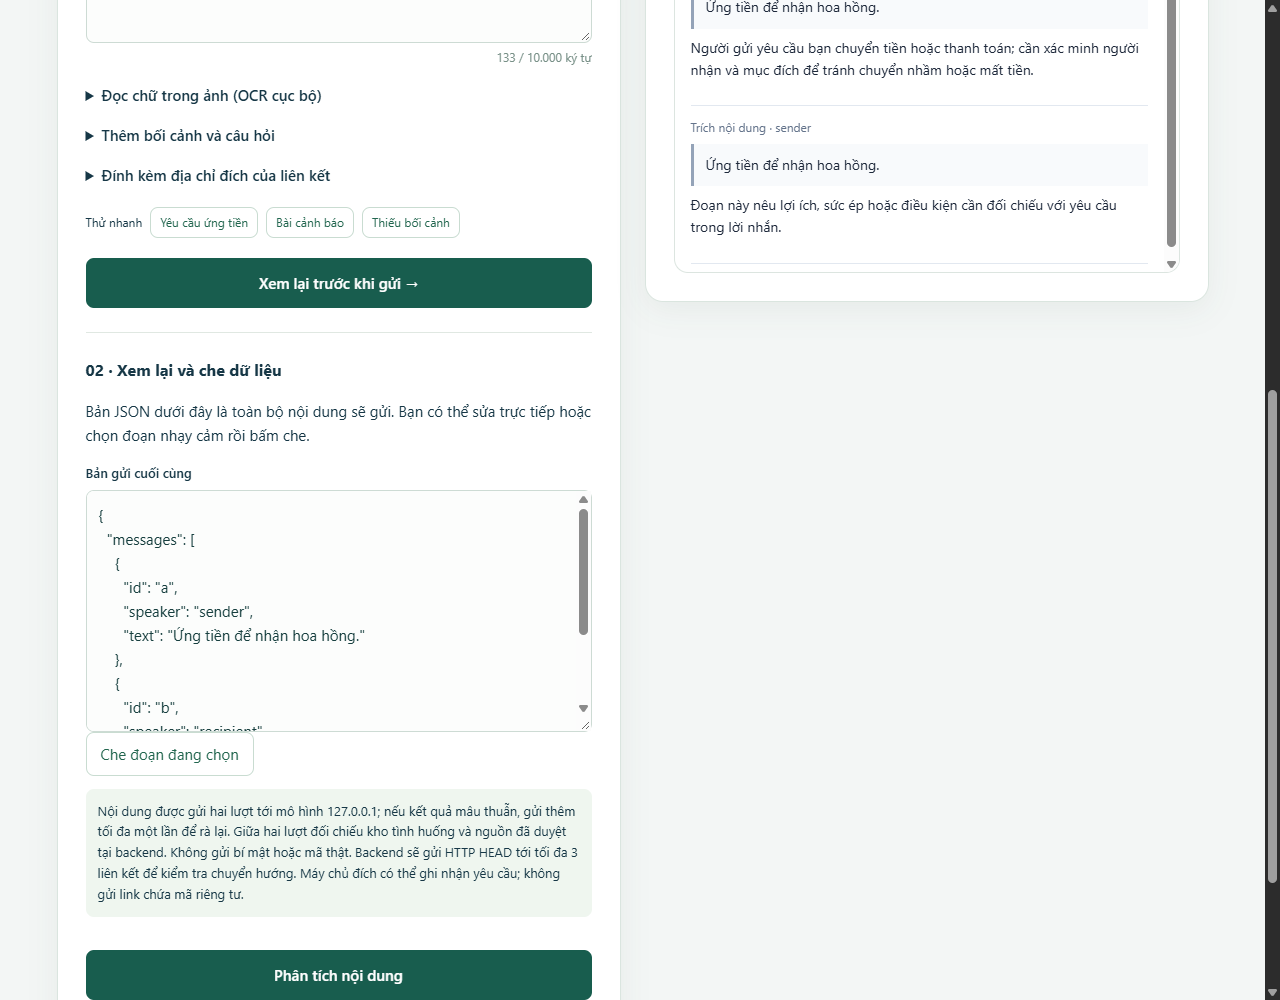 133 / 10.000 ký tự
▶ Đọc chữ trong ảnh (OCR cục bộ)
▶ Thêm bối cảnh và câu hỏi
▶ Đính kèm địa chỉ đích của liên kết
Thử nhanh Yêu cầu ứng tiền Bài cảnh báo Thiếu bối cảnh
Xem lại trước khi gửi →
02 · Xem lại và che dữ liệu
Bản JSON dưới đây là toàn bộ nội dung sẽ gửi. Bạn có thể sửa trực tiếp hoặc
chọn đoạn nhạy cảm rồi bấm che.
Bản gửi cuối cùng
{
"messages": [
{
"id": "a",
"speaker": "sender",
"text": "Ứng tiền để nhận hoa hồng."
},
{
"id": "b",
"speaker": "recipient"
Che đoạn đang chọn
Nội dung được gửi hai lượt tới mô hình 127.0.0.1; nếu kết quả mâu thuẫn, gửi thêm
tối đa một lần để rà lại. Giữa hai lượt đối chiếu kho tình huống và nguồn đã duyệt
tại backend. Không gửi bí mật hoặc mã thật. Backend sẽ gửi HTTP HEAD tới tối đa 3
liên kết để kiểm tra chuyển hướng. Máy chủ đích có thể ghi nhận yêu cầu; không
gửi link chứa mã riêng tư.
Phân tích nội dung
Ứng tiền để nhận hoa hồng.
Người gửi yêu cầu bạn chuyển tiền hoặc thanh toán; cần xác minh người
nhận và mục đích để tránh chuyển nhầm hoặc mất tiền.
Trích nội dung · sender
Ứng tiền để nhận hoa hồng.
Đoạn này nêu lợi ích, sức ép hoặc điều kiện cần đối chiếu với yêu cầu
trong lời nhắn.